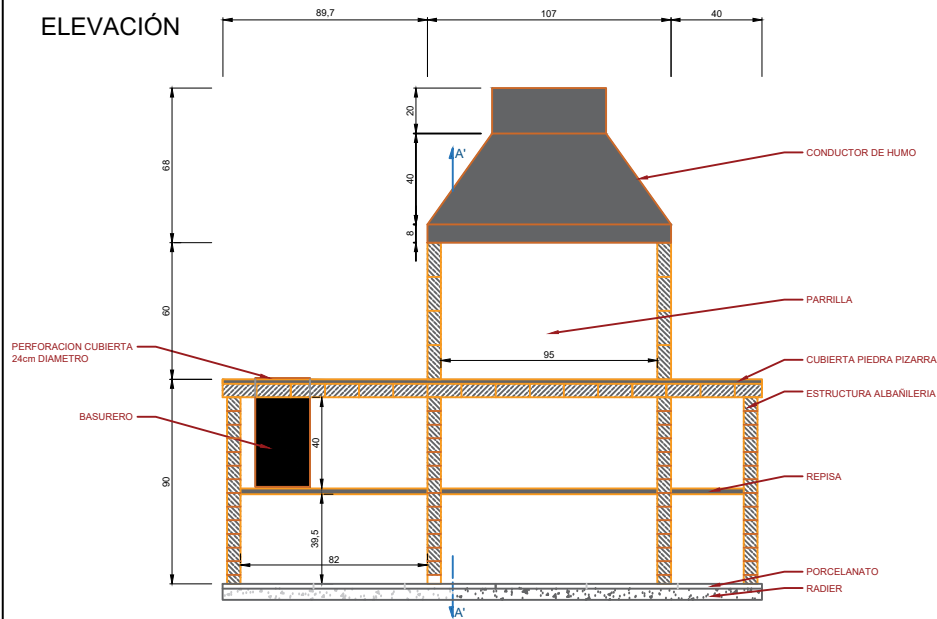 ELEVACIÓN
89,7
107
40
20
A'
CONDUCTOR DE HUMO
68
40
8
60
PARRILLA
PERFORACION CUBIERTA
24cm DIAMETRO
95
CUBIERTA PIEDRA PIZARRA
ESTRUCTURA ALBAÑILERIA
BASURERO
40
90
REPISA
39,5
82
PORCELANATO
RADIER
A'